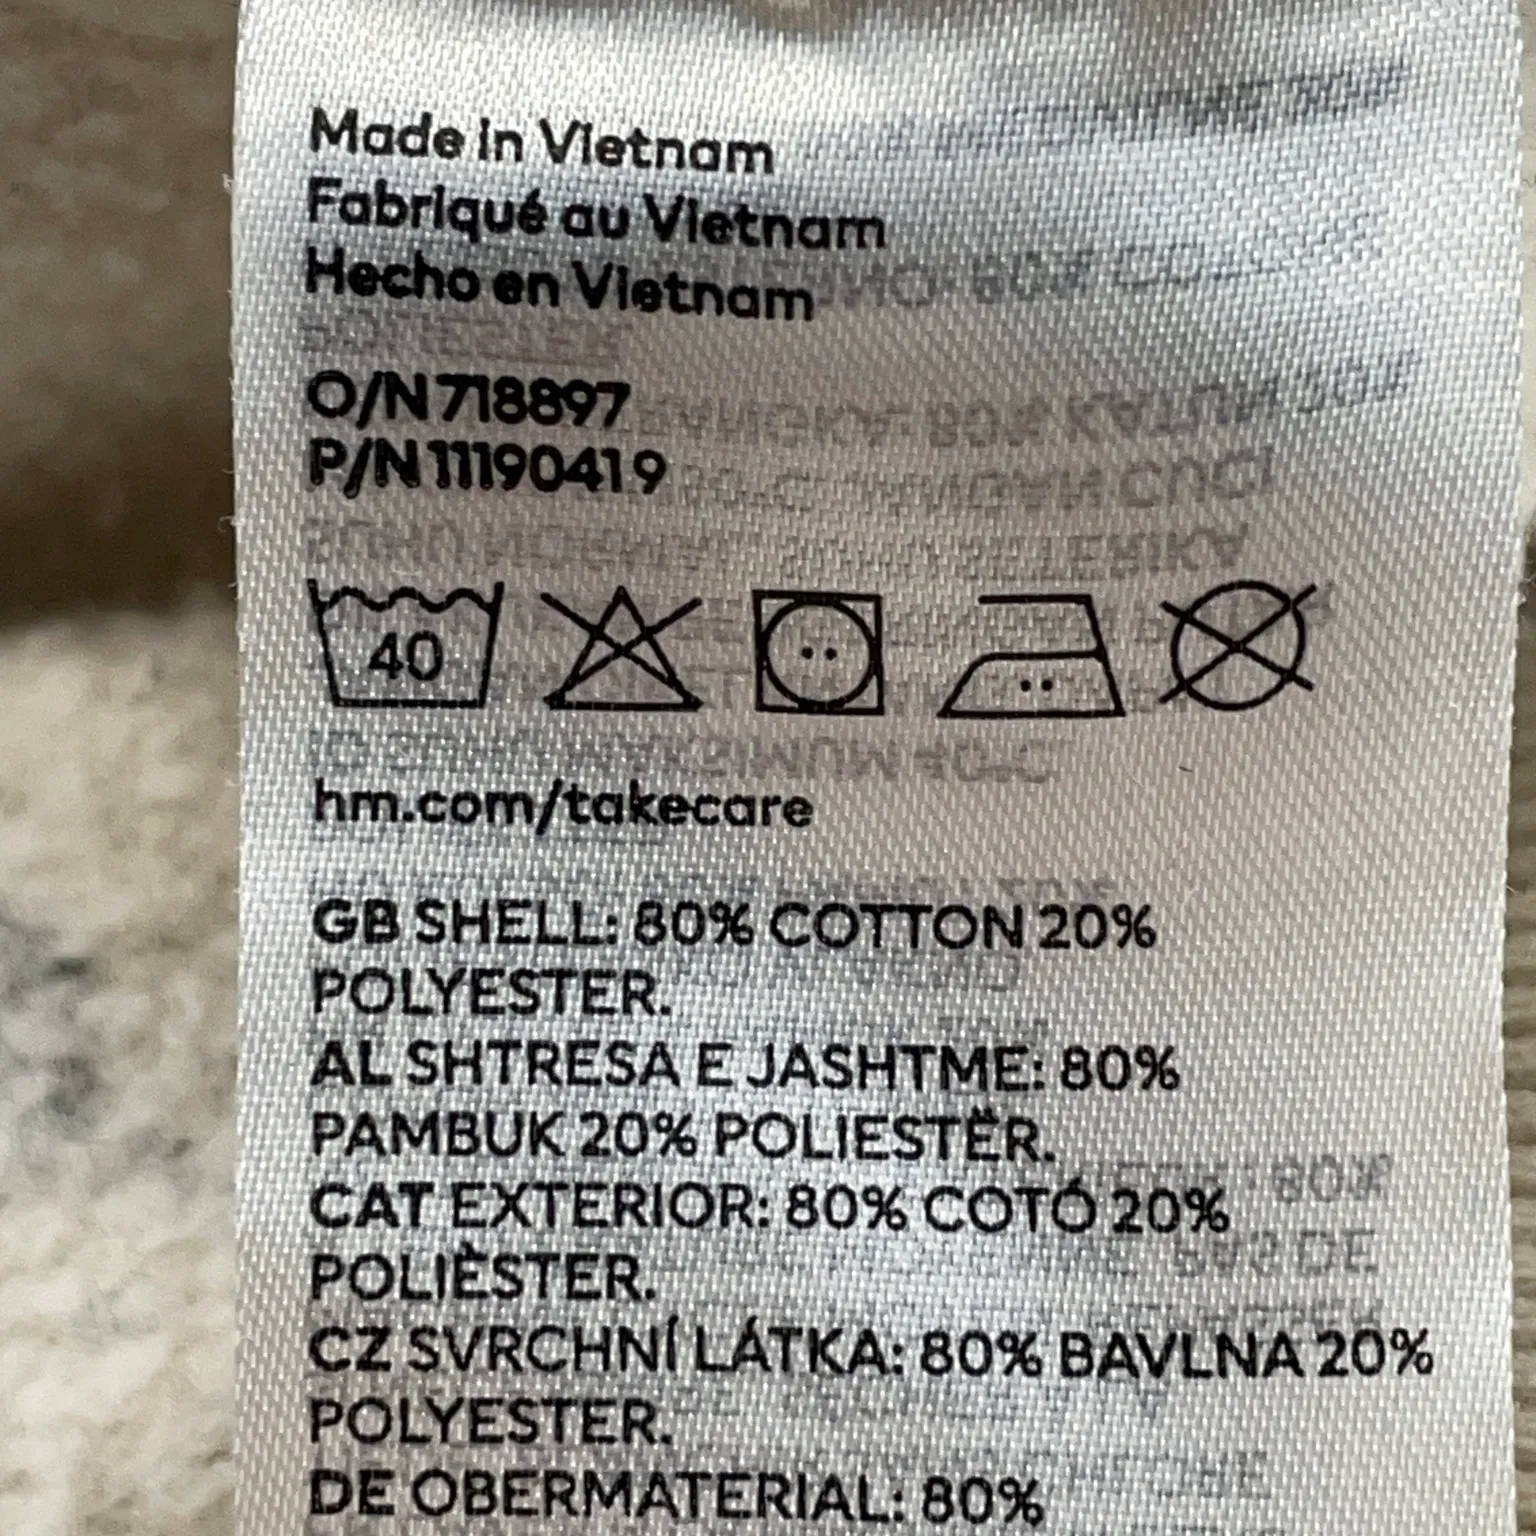 Made in Vietnam
Fabriqué au Vietnam
Hecho en Vietnam
O/N 718897
P/N 11190419
40
hm.com/takecare
GB SHELL: 80% COTTON 20%
POLYESTER.
AL SHTRESA E JASHTME: 80%
PAMBUK 20% POLIESTËR.
CAT EXTERIOR: 80% COTÓ 20%
POLIÈSTER.
CZ SVRCHNÍ LÁTKA: 80% BAVLNA 20%
POLYESTER.
DE OBERMATERIAL: 80%